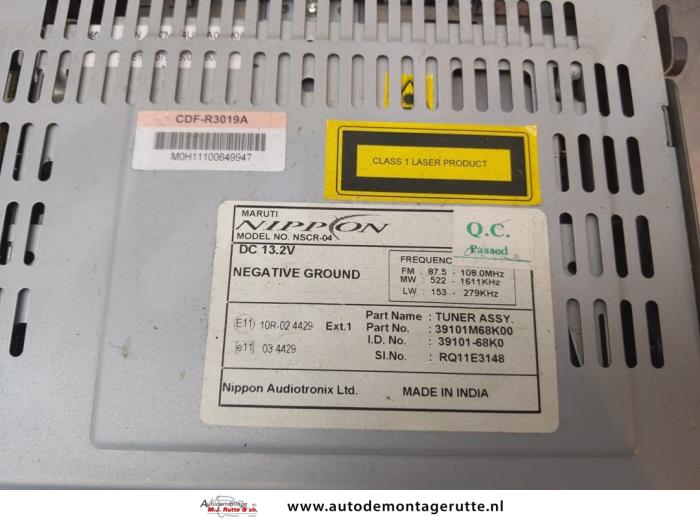 CDF-R3019A
M0H11100649947
CLASS 1 LASER PRODUCT
MARUTI
NIPPON
MODEL NO. NSCR-04
DC 13.2V
NEGATIVE GROUND
Q.C.
Passed
FREQUENC
FM : 87.5 - 108.0MHz
MW : 522 - 1611KHz
LW : 153 - 279KHz
E11 10R-02 4429 Ext.1
e11 03 4429
Part Name : TUNER ASSY.
Part No. : 39101M68K00
I.D. No. : 39101-68K0
Sl.No. : RQ11E3148
Nippon Audiotronix Ltd. MADE IN INDIA
Autodemontage
M.J. Rutte & zn.
www.autodemontagerutte.nl